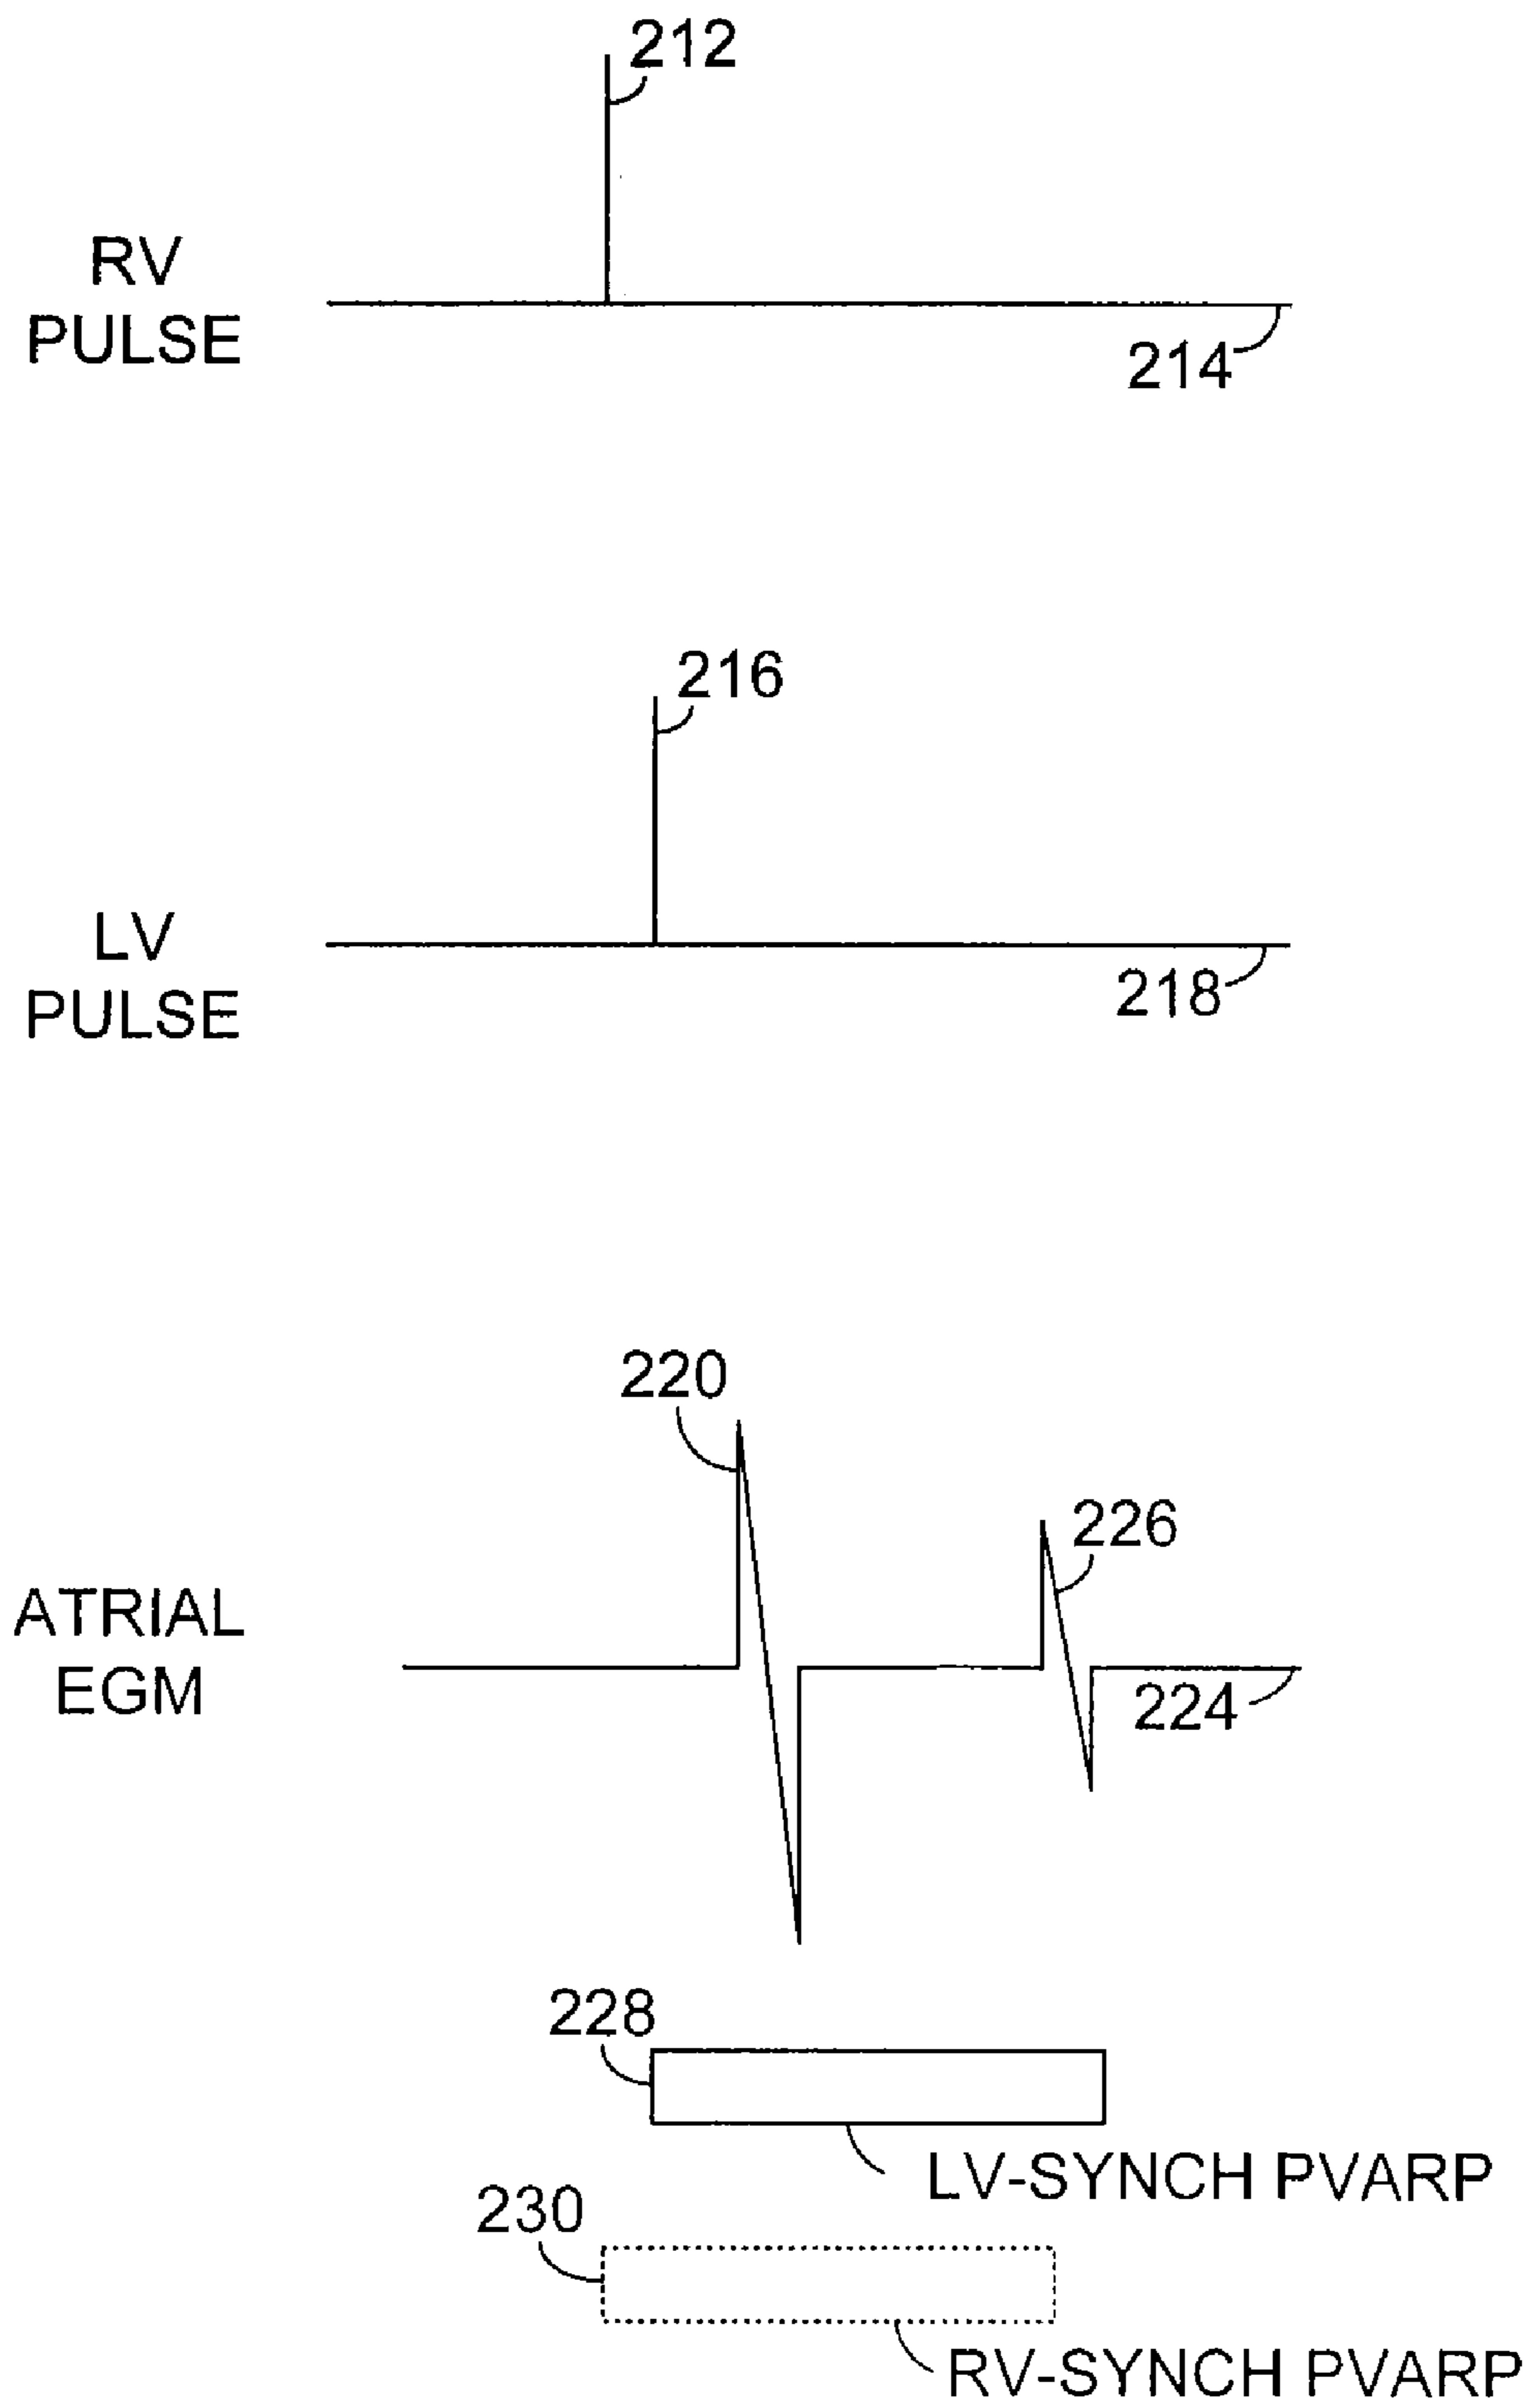 212
RV
PULSE
214
216
LV
PULSE
218
220
226
ATRIAL
EGM
224
228
LV-SYNCH PVARP
230
RV-SYNCH PVARP